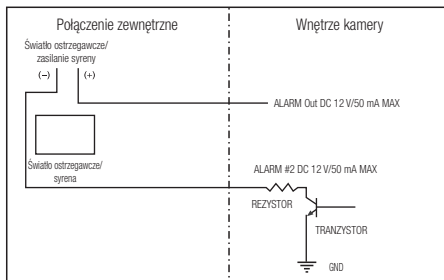 Połączenie zewnętrzne
Wnętrze kamery
Światło ostrzegawcze/
zasilanie syreny
(–) (+)
ALARM Out DC 12 V/50 mA MAX
Światło ostrzegawcze/
syrena
ALARM #2 DC 12 V/50 mA MAX
REZYSTOR
TRANZYSTOR
GND